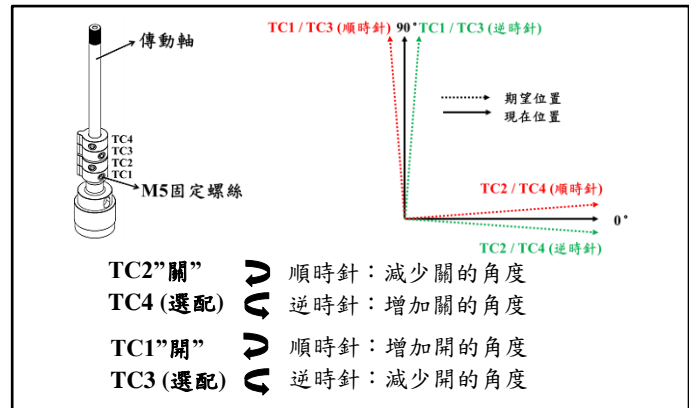 傳動軸
TC4
TC3
TC2
TC1
M5固定螺絲
TC1 / TC3 (順時針) 90° TC1 / TC3 (逆時針)
期望位置
現在位置
TC2 / TC4 (順時針)
0°
TC2 / TC4 (逆時針)
TC2”關” 順時針：減少關的角度
TC4 (選配) 逆時針：增加關的角度
TC1”開” 順時針：增加開的角度
TC3 (選配) 逆時針：減少開的角度